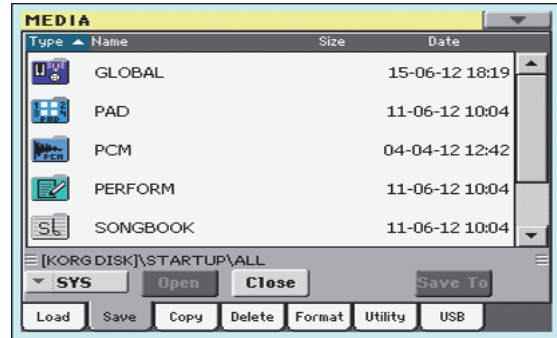 MEDIA
Type Name Size Date
GLOBAL 15-06-12 18:19
PAD PAD 11-06-12 10:04
PCM PCM 04-04-12 12:42
PERFORM 11-06-12 10:04
SONGBOOK 11-06-12 10:04
[KORG DISK]\STARTUP\ALL
SYS Open Close Save To
Load Save Copy Delete Format Utility USB